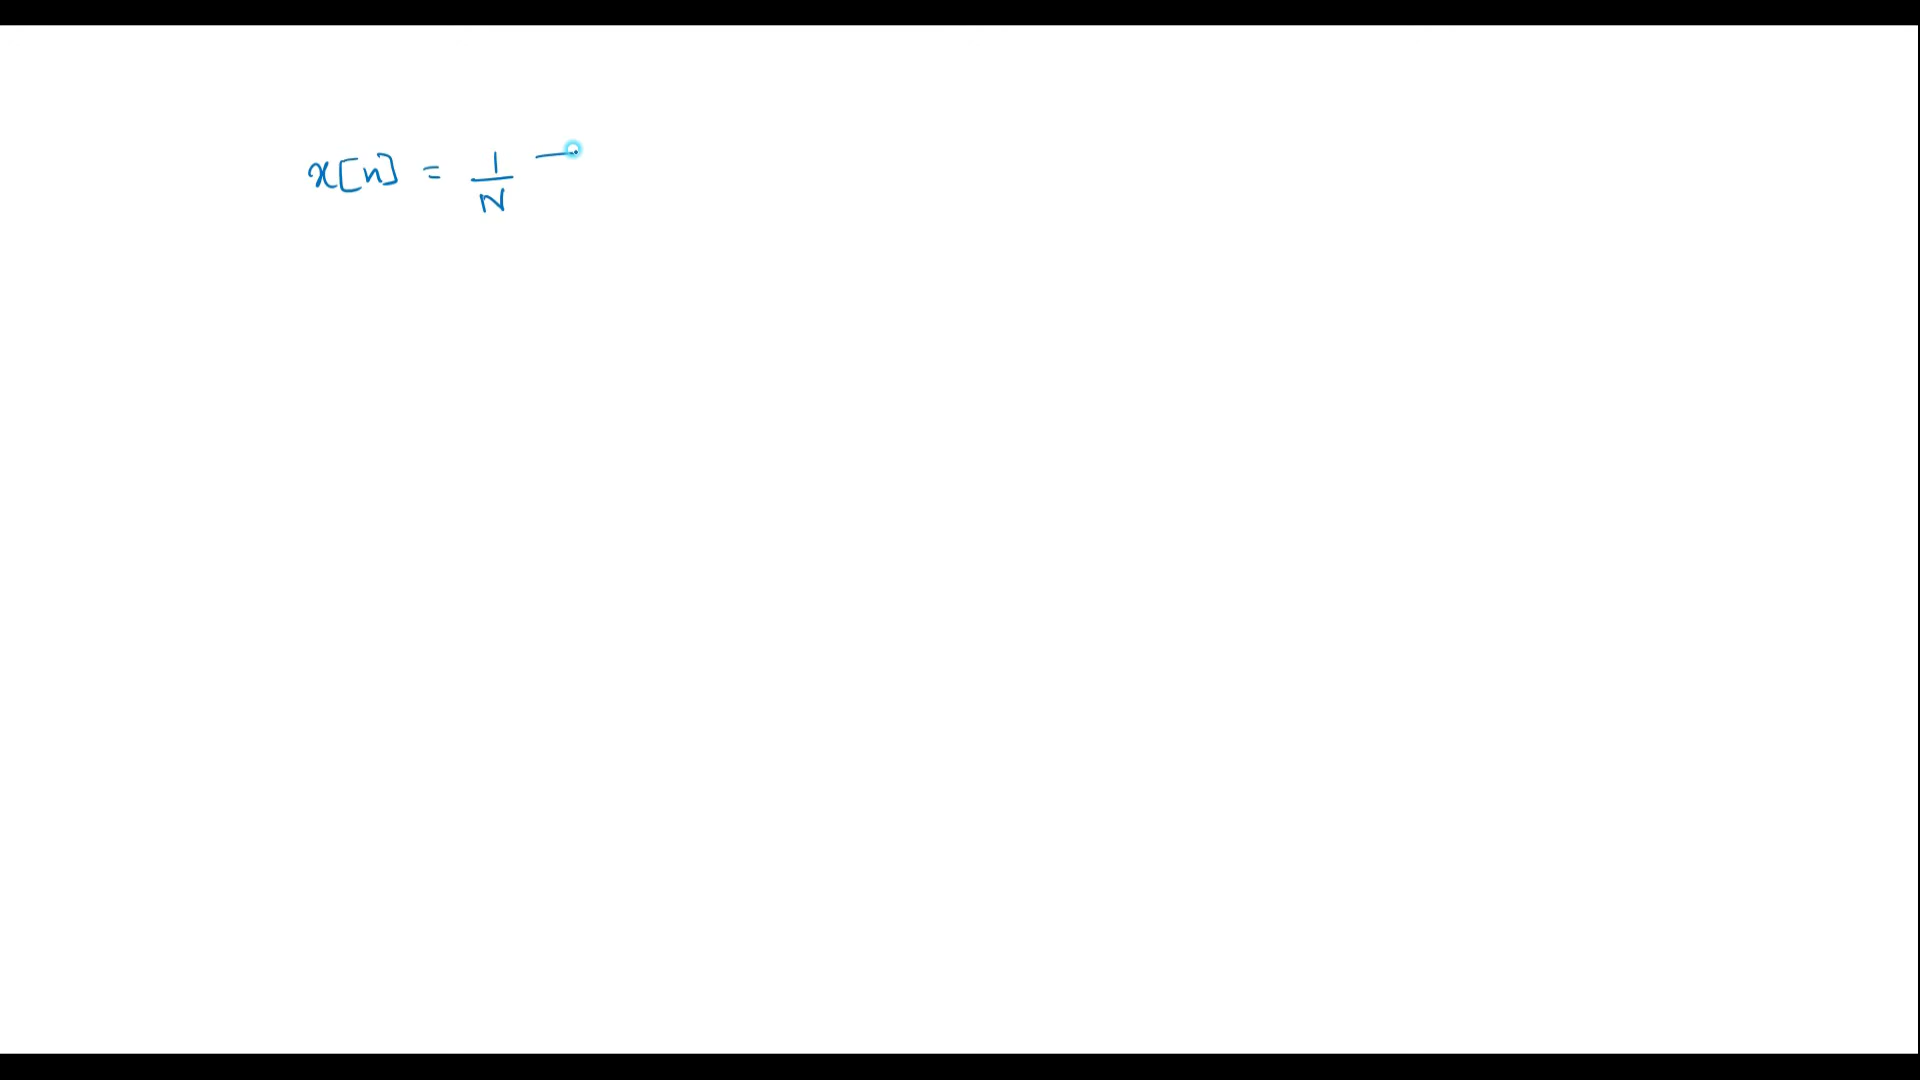 x[n] = 1/N